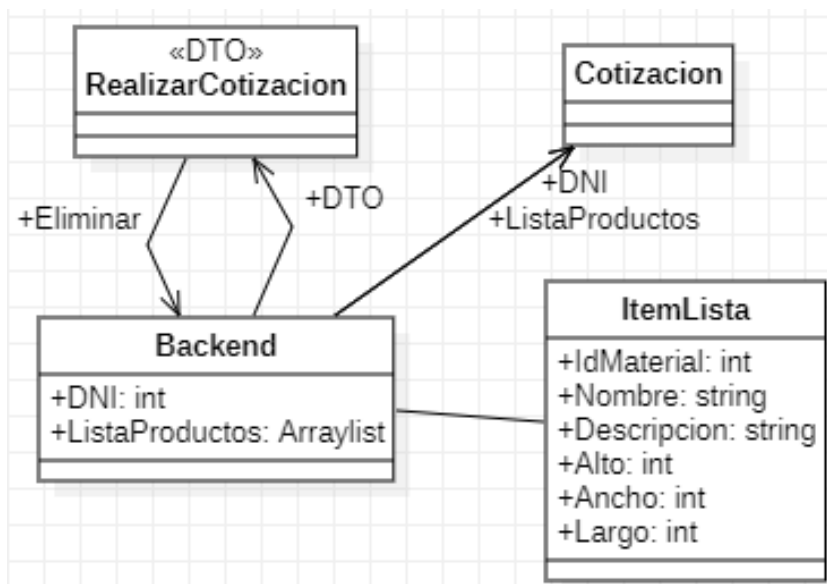 «DTO»
RealizarCotizacion
Cotizacion
+Eliminar
+DTO
+DNI
+ListaProductos
Backend
+DNI: int
+ListaProductos: Arraylist
ItemLista
+IdMaterial: int
+Nombre: string
+Descripcion: string
+Alto: int
+Ancho: int
+Largo: int